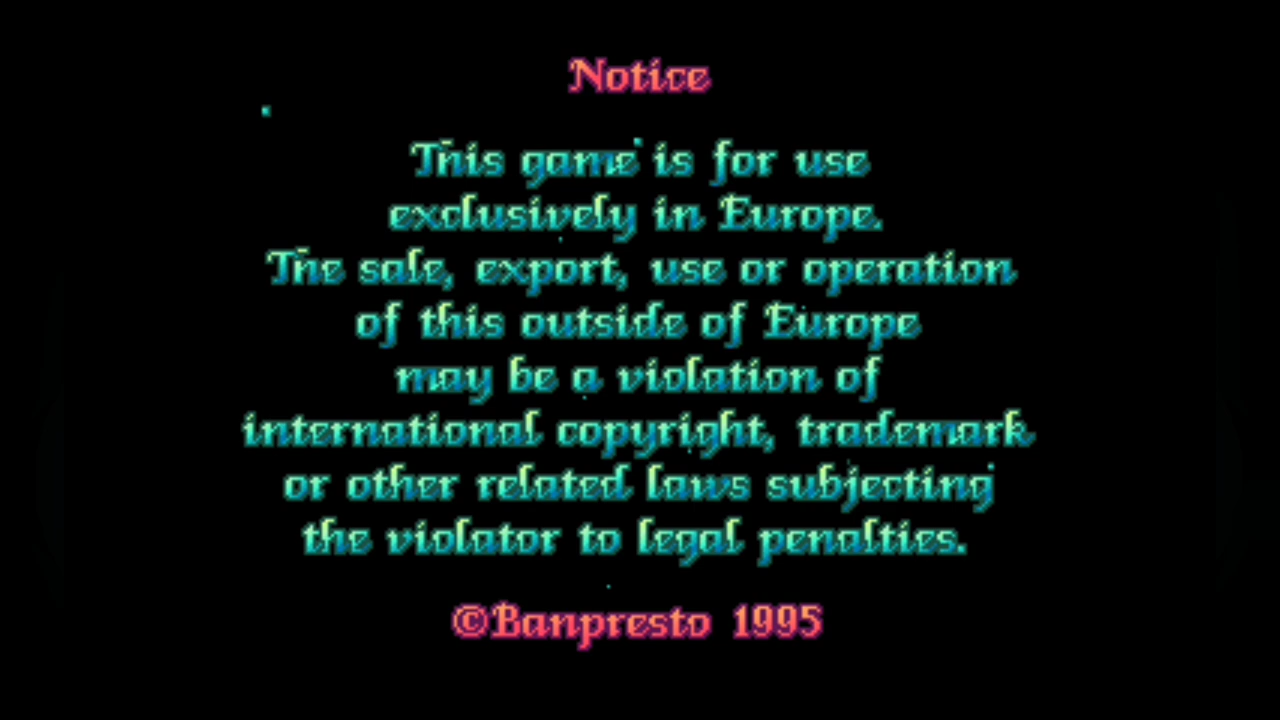 Notice
This game is for use
exclusively in Europe.
The sale, export, use or operation
of this outside of Europe
may be a violation of
international copyright, trademark
or other related laws subjecting
the violator to legal penalties.
©Banpresto 1995